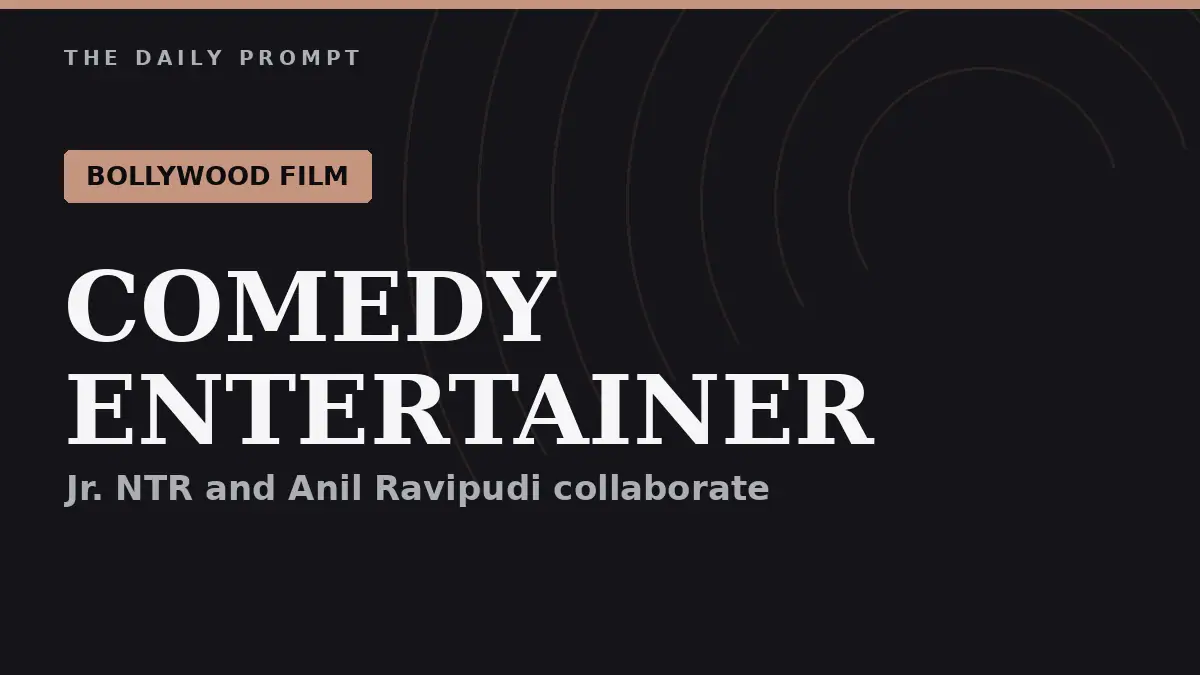 THE DAILY PROMPT
BOLLYWOOD FILM
COMEDY
ENTERTAINER
Jr. NTR and Anil Ravipudi collaborate